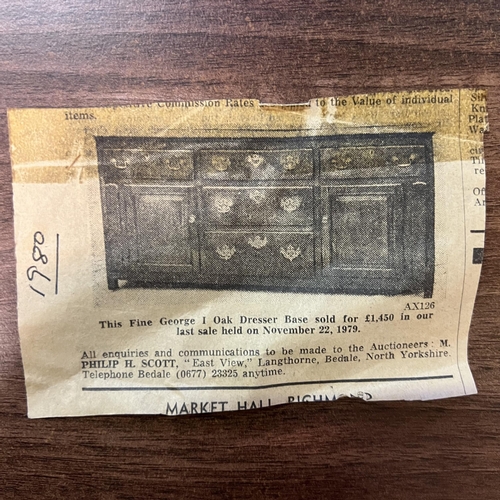 Commission Rates to the Value of individual
items.
1980
AX126
This Fine George I Oak Dresser Base sold for £1,450 in our
last sale held on November 22, 1979.
All enquiries and communications to be made to the Auctioneers: M.
PHILIP H. SCOTT, "East View," Langthorne, Bedale, North Yorkshire.
Telephone Bedale (0677) 23325 anytime.
MARKET HALL, RICHMOND